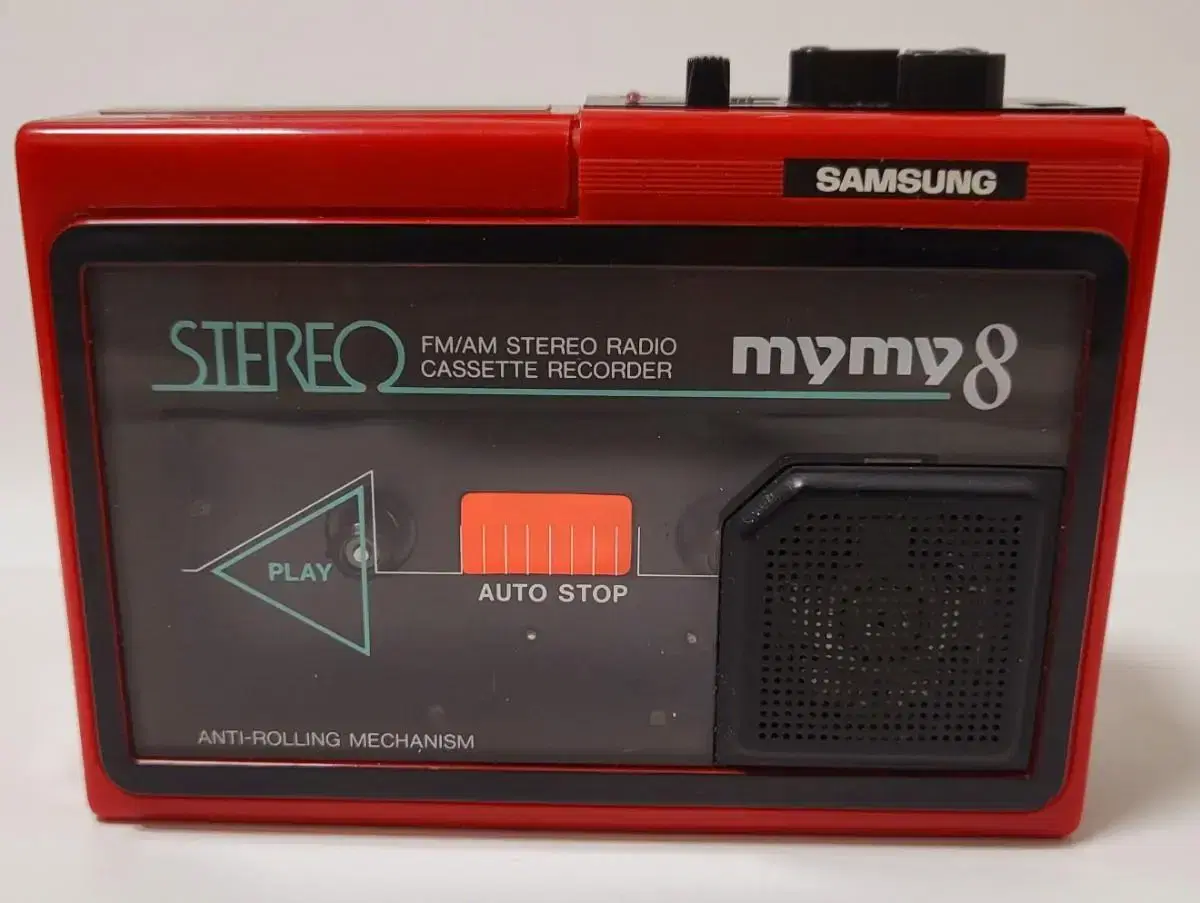 SAMSUNG
STEREO
FM/AM STEREO RADIO
CASSETTE RECORDER
mymy8
PLAY
AUTO STOP
ANTI-ROLLING MECHANISM